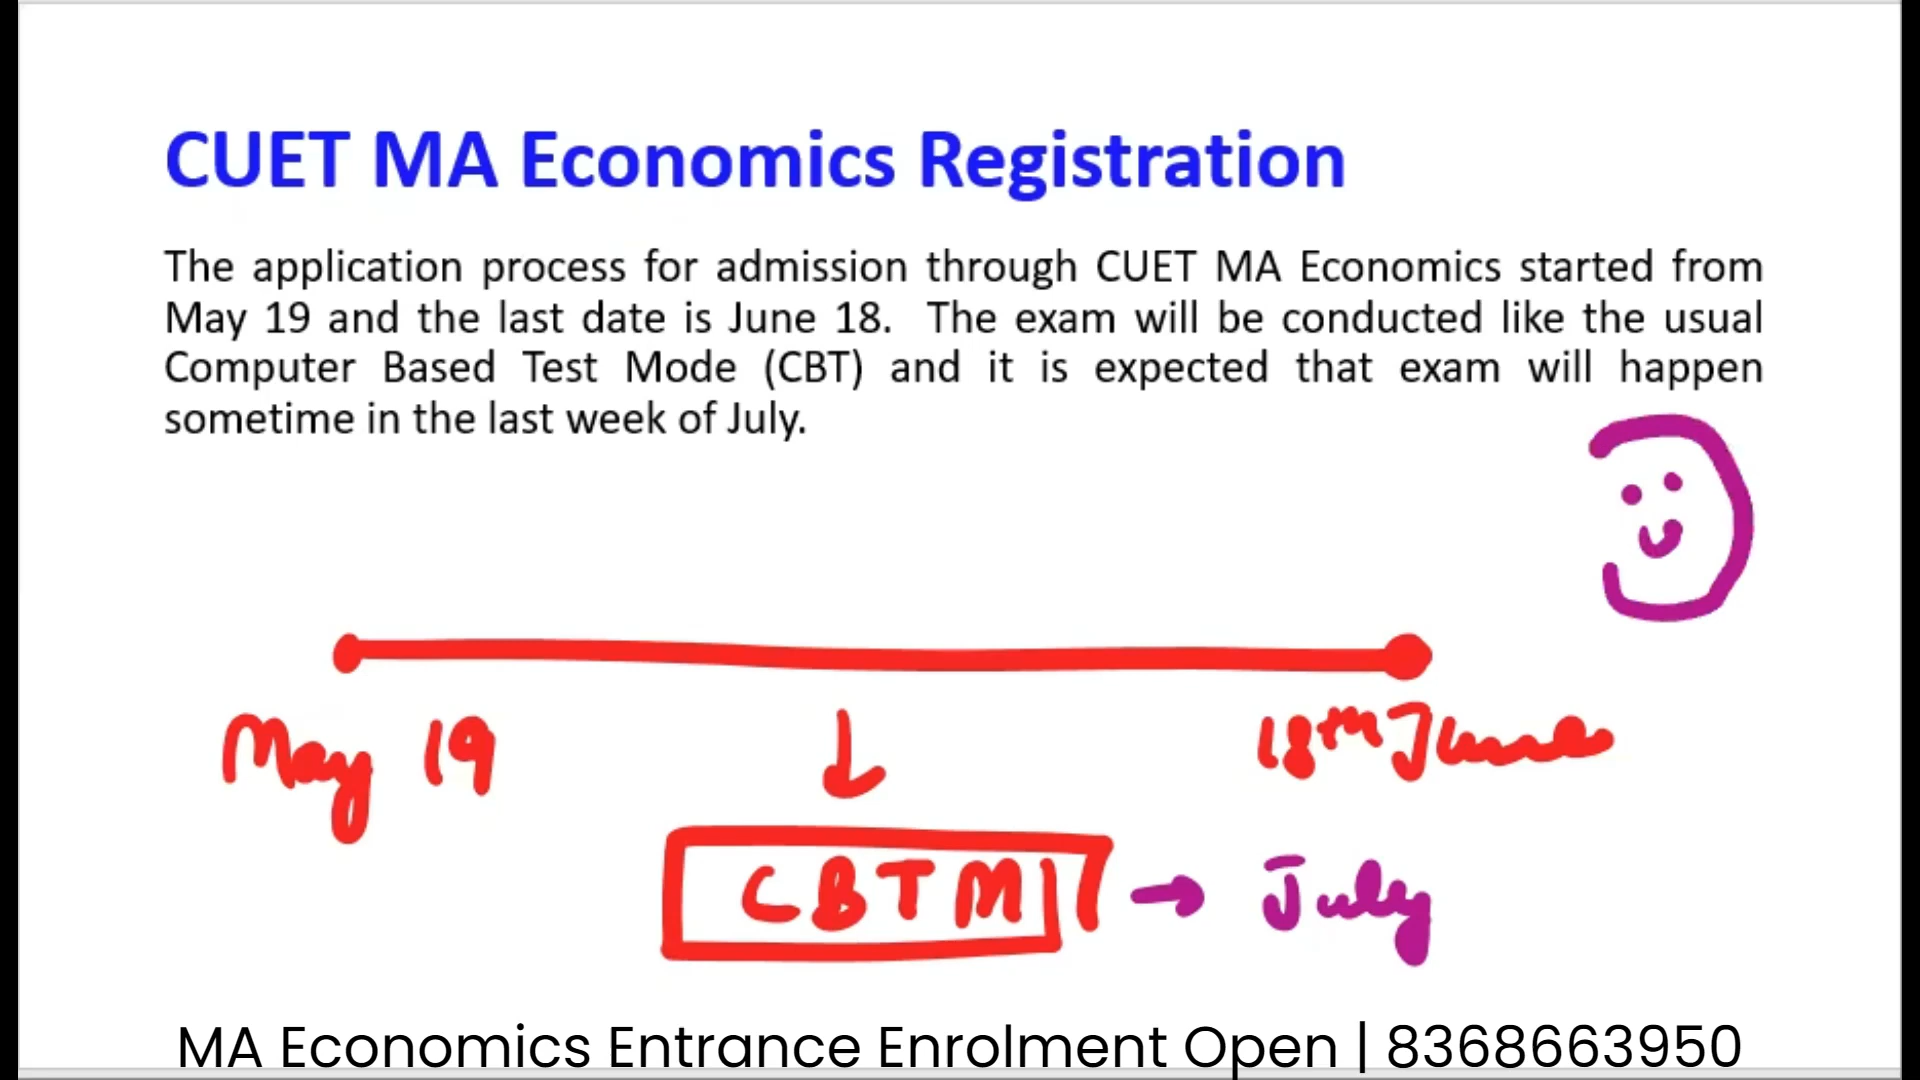 CUET MA Economics Registration
The application process for admission through CUET MA Economics started from
May 19 and the last date is June 18. The exam will be conducted like the usual
Computer Based Test Mode (CBT) and it is expected that exam will happen
sometime in the last week of July.
May 19
18th June
CBTM
July
MA Economics Entrance Enrolment Open | 8368663950